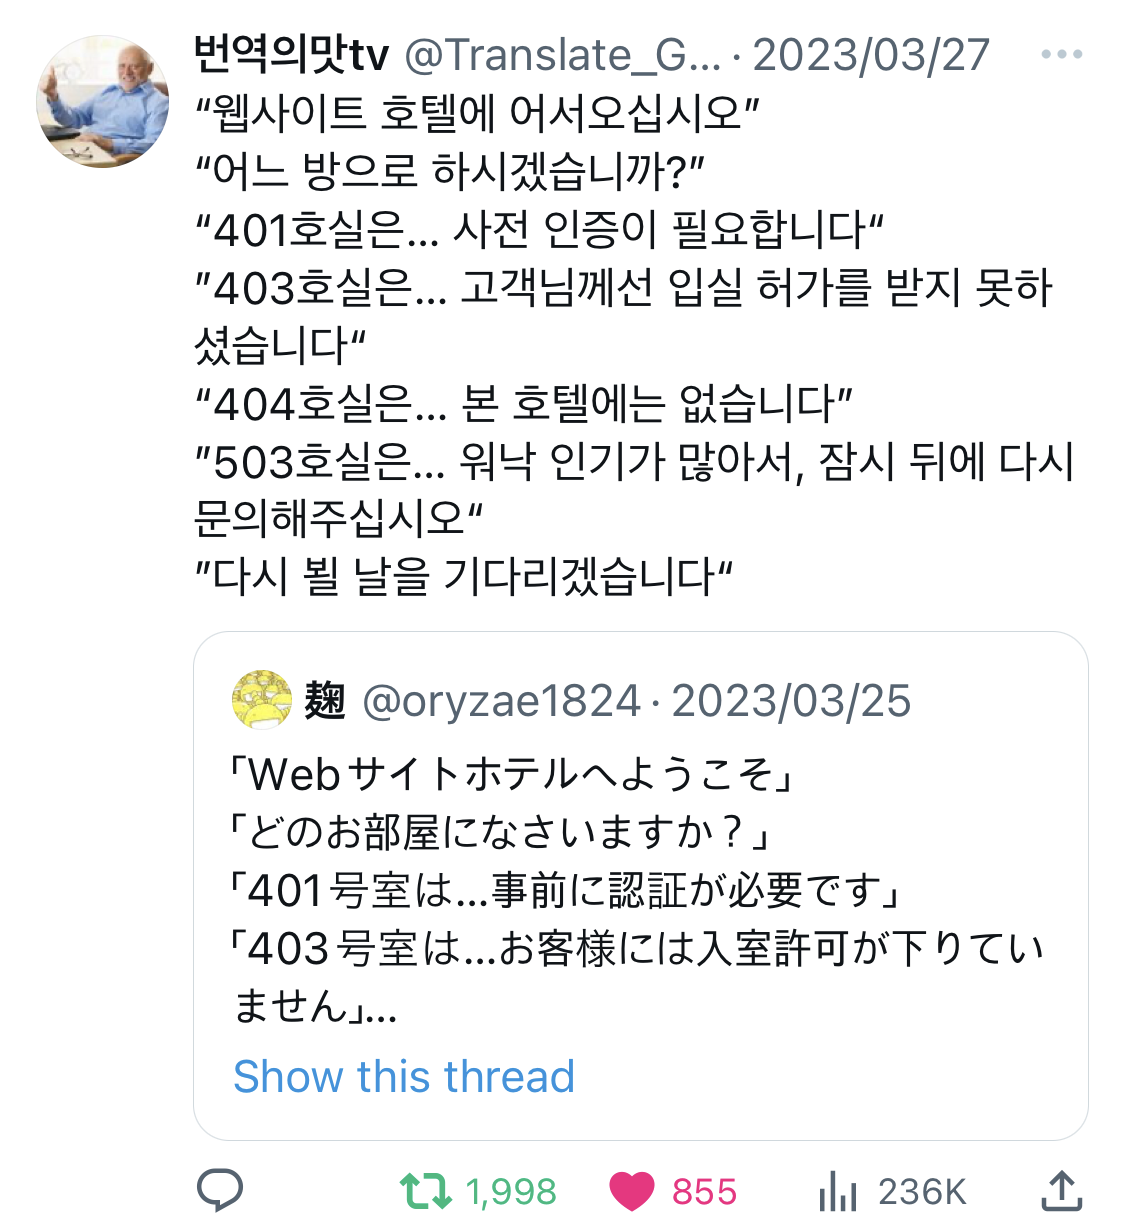 번역의맛tv @Translate_G... · 2023/03/27
“웹사이트 호텔에 어서오십시오”
“어느 방으로 하시겠습니까?”
“401호실은... 사전 인증이 필요합니다“
”403호실은... 고객님께선 입실 허가를 받지 못하
셨습니다“
“404호실은... 본 호텔에는 없습니다”
”503호실은... 워낙 인기가 많아서, 잠시 뒤에 다시
문의해주십시오“
”다시 뵐 날을 기다리겠습니다“
麹 @oryzae1824 · 2023/03/25
「Webサイトホテルへようこそ」
「どのお部屋になさいますか？」
「401号室は...事前に認証が必要です」
「403号室は...お客様には入室許可が下りてい
ません」...
Show this thread
1,998 855 236K